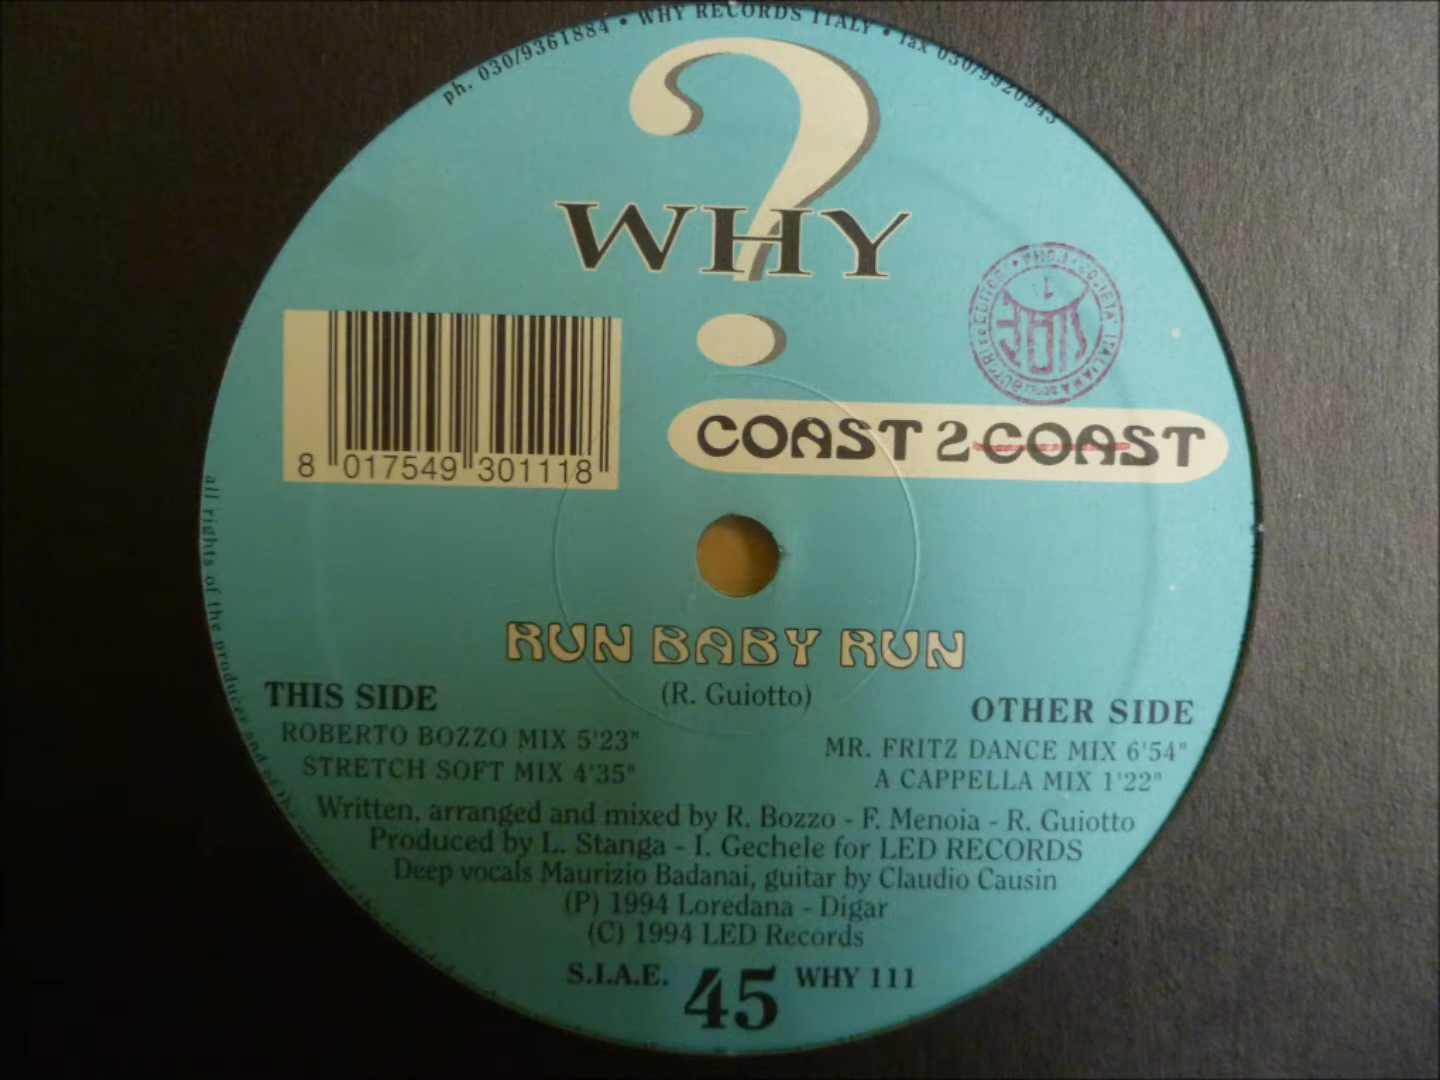 ph. 030/9361884 • WHY RECORDS ITALY • fax 030/9920943
?
WHY
8 017549 301118
SIAE
COAST 2 COAST
RUN BABY RUN
(R. Guiotto)
THIS SIDE
ROBERTO BOZZO MIX 5'23"
STRETCH SOFT MIX 4'35"
OTHER SIDE
MR. FRITZ DANCE MIX 6'54"
A CAPPELLA MIX 1'22"
Written, arranged and mixed by R. Bozzo - F. Menoia - R. Guiotto
Produced by L. Stanga - I. Gechele for LED RECORDS
Deep vocals Maurizio Badanai, guitar by Claudio Causin
(P) 1994 Loredana - Digar
(C) 1994 LED Records
S.I.A.E. 45 WHY 111
all rights of the producer and of the